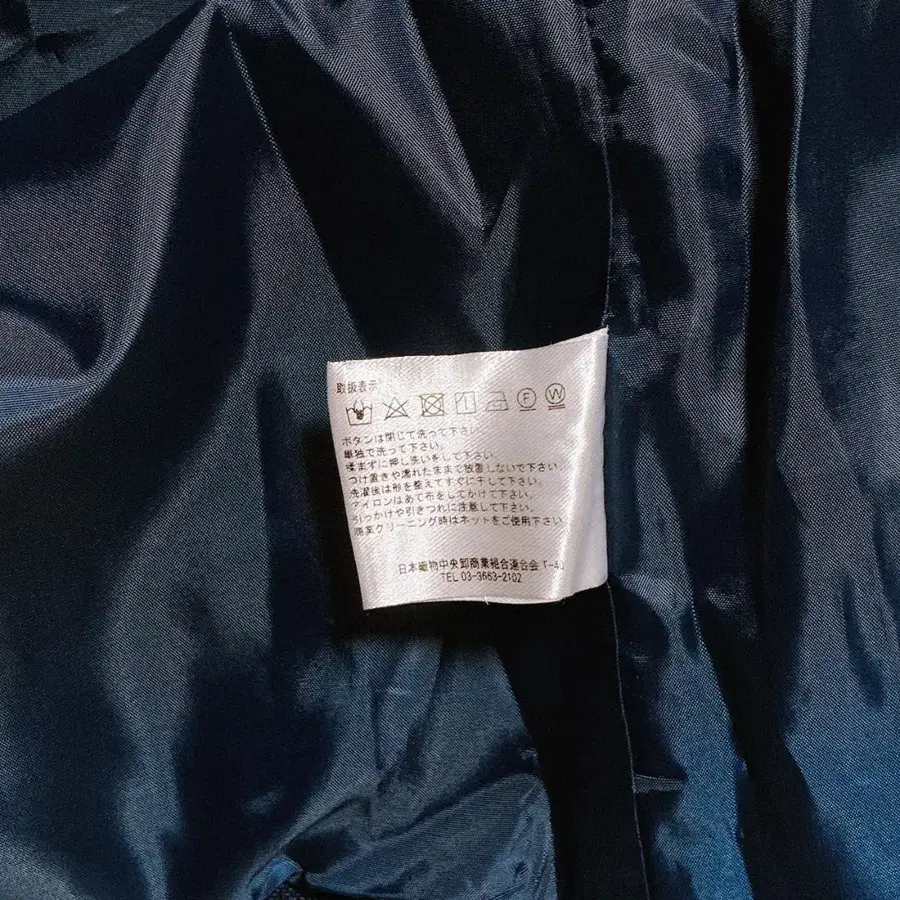 取扱表示
F W
ボタンは閉じて洗って下さい。
単独で洗って下さい。
揉まずに押し洗いをして下さい。
つけ置きや濡れたままで放置しないで下さい
洗濯後は形を整えてすぐに干して下さい。
アイロンはあて布をしてかけて下さい。
引っかけや引きつれに注意して下さい。
商業クリーニング時はネットをご使用下さい
日本織物中央卸商業組合連合会 T-40
TEL 03-3663-2102